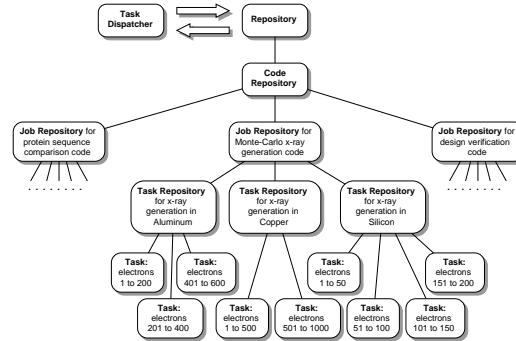 Task
Dispatcher
Repository
Code
Repository
Job Repository for
protein sequence
comparison code
Job Repository for
Monte-Carlo x-ray
generation code
Job Repository for
design verification
code
Task Repository
for x-ray
generation in
Aluminum
Task Repository
for x-ray
generation in
Copper
Task Repository
for x-ray
generation in
Silicon
Task:
electrons
1 to 200
Task:
electrons
401 to 600
Task:
electrons
1 to 50
Task:
electrons
151 to 200
Task:
electrons
201 to 400
Task:
electrons
1 to 500
Task:
electrons
501 to 1000
Task:
electrons
51 to 100
Task:
electrons
101 to 150